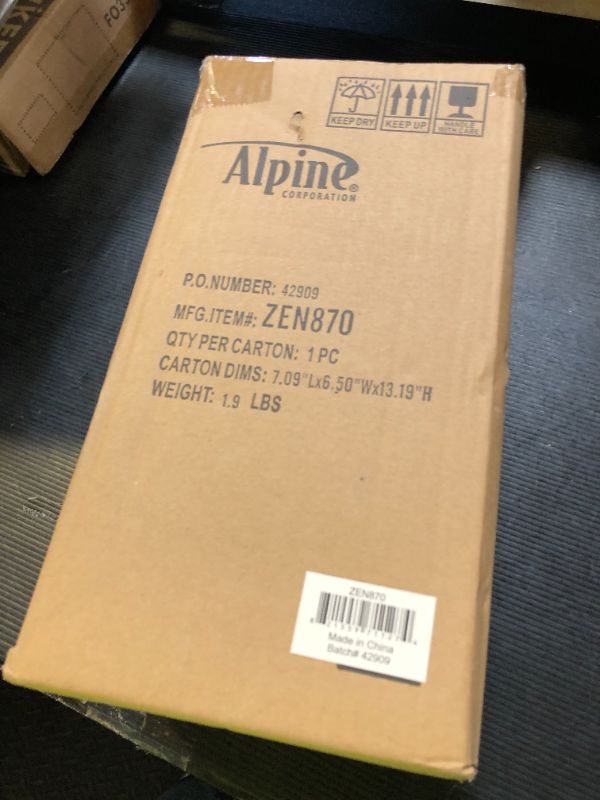 FO33
KEEP DRY
KEEP UP
HANDLE WITH CARE
Alpine®
CORPORATION
P.O.NUMBER: 42909
MFG.ITEM#: ZEN870
QTY PER CARTON: 1 PC
CARTON DIMS: 7.09"Lx6.50"Wx13.19"H
WEIGHT: 1.9 LBS
ZEN870
Made in China
Batch# 42909